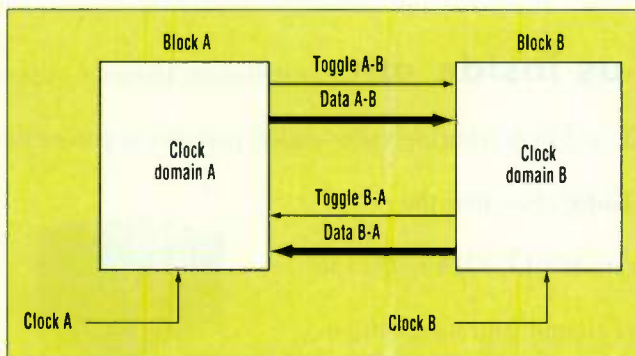 Block A
Block B
Toggle A-B
Data A-B
Clock
domain A
Clock
domain B
Toggle B-A
Data B-A
Clock A
Clock B